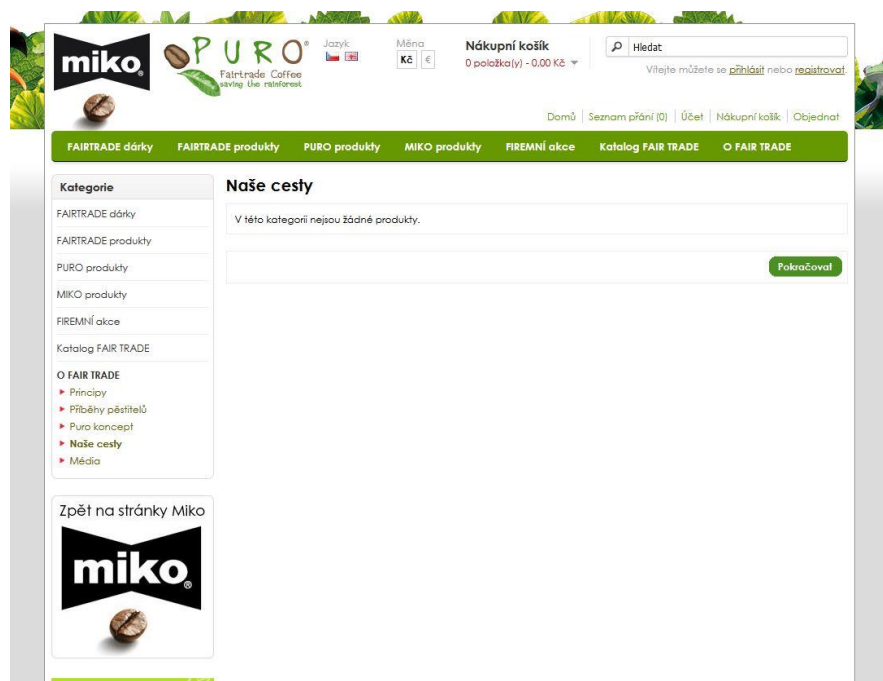 miko
PURO
Fairtrade Coffee
saving the rainforest
Jazyk
Měna
Kč €
Nákupní košík
0 položka(y) - 0,00 Kč
Hledat
Vítejte můžete se přihlásit nebo registrovat.
Domů Seznam přání (0) Účet Nákupní košík Objednat
FAIRTRADE dárky FAIRTRADE produkty PURO produkty MIKO produkty FIREMNÍ akce Katalog FAIR TRADE O FAIR TRADE
Kategorie
FAIRTRADE dárky
FAIRTRADE produkty
PURO produkty
MIKO produkty
FIREMNÍ akce
Katalog FAIR TRADE
O FAIR TRADE
Principy
Příběhy pěstitelů
Puro koncept
Naše cesty
Média
Naše cesty
V této kategorii nejsou žádné produkty.
Pokračovat
Zpět na stránky Miko
miko